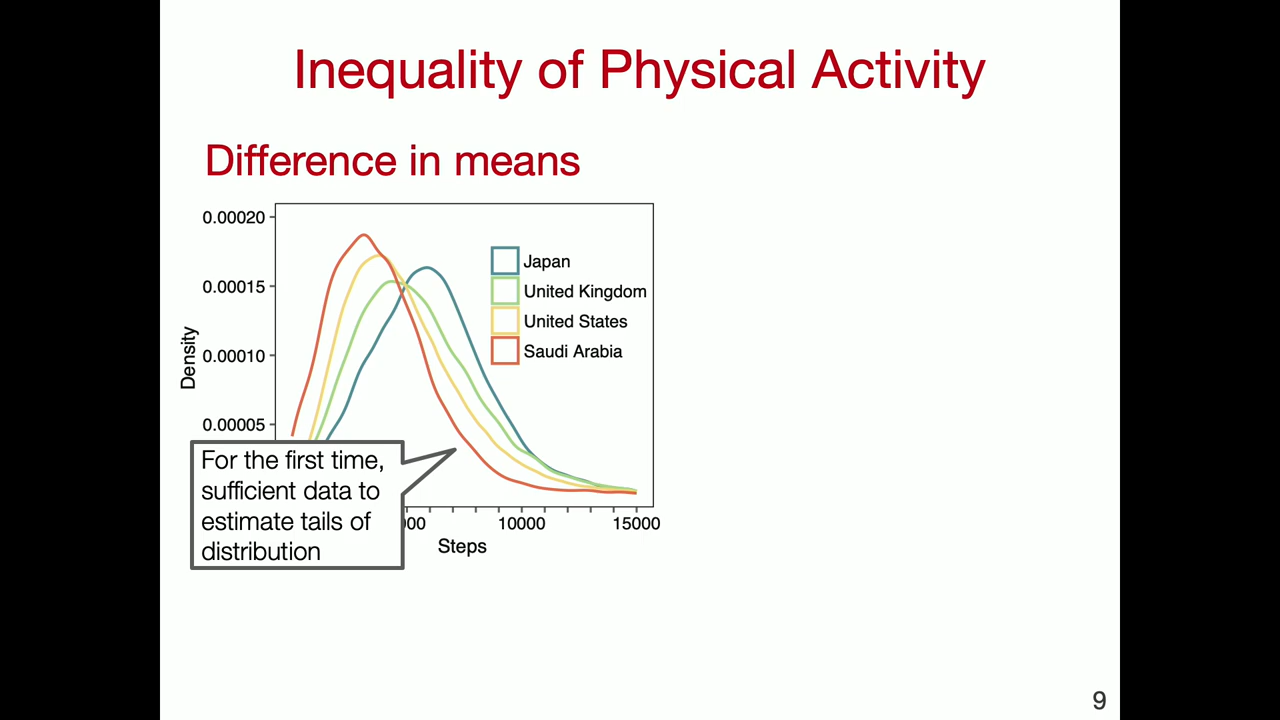 Inequality of Physical Activity
Difference in means
0.00020
0.00015
0.00010
0.00005
Density
Japan
United Kingdom
United States
Saudi Arabia
For the first time,
sufficient data to
estimate tails of
distribution
10000
15000
Steps
9